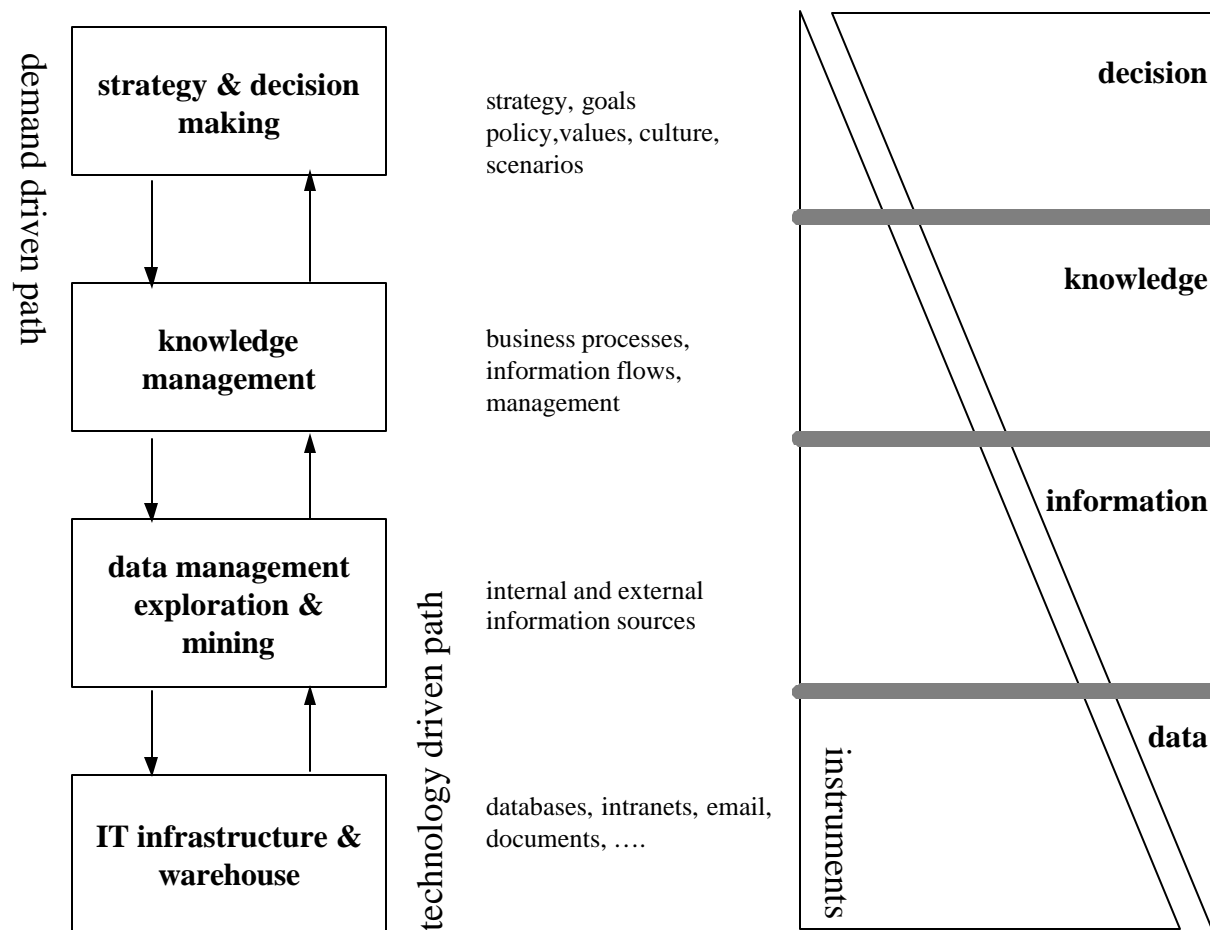 demand driven path
strategy & decision
making
strategy, goals
policy,values, culture,
scenarios
decision
knowledge
management
business processes,
information flows,
management
knowledge
data management
exploration &
mining
internal and external
information sources
information
technology driven path
IT infrastructure &
warehouse
databases, intranets, email,
documents, ….
instruments
data